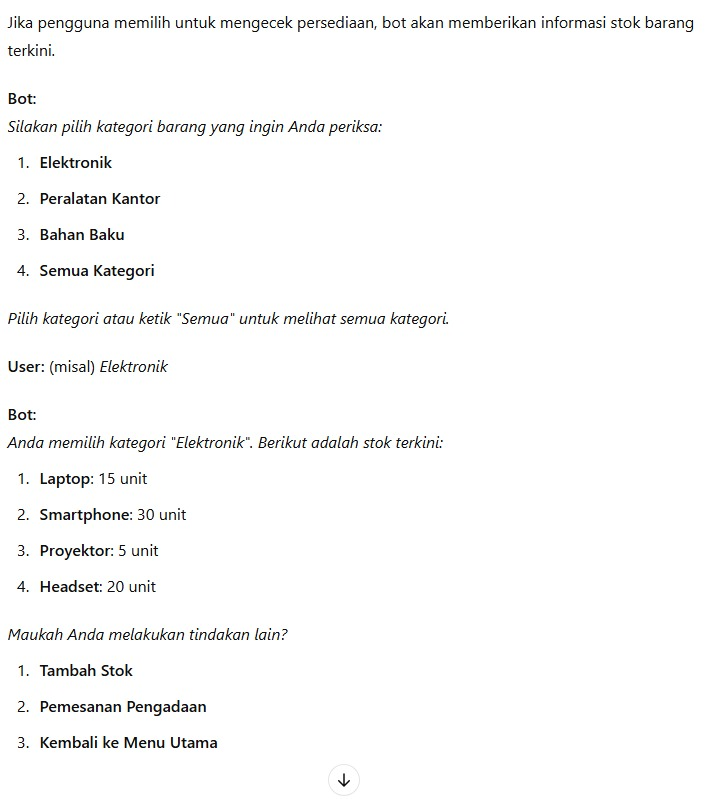 Jika pengguna memilih untuk mengecek persediaan, bot akan memberikan informasi stok barang
terkini.
Bot:
Silakan pilih kategori barang yang ingin Anda periksa:
1. Elektronik
2. Peralatan Kantor
3. Bahan Baku
4. Semua Kategori
Pilih kategori atau ketik "Semua" untuk melihat semua kategori.
User: (misal) Elektronik
Bot:
Anda memilih kategori "Elektronik". Berikut adalah stok terkini:
1. Laptop: 15 unit
2. Smartphone: 30 unit
3. Proyektor: 5 unit
4. Headset: 20 unit
Maukah Anda melakukan tindakan lain?
1. Tambah Stok
2. Pemesanan Pengadaan
3. Kembali ke Menu Utama